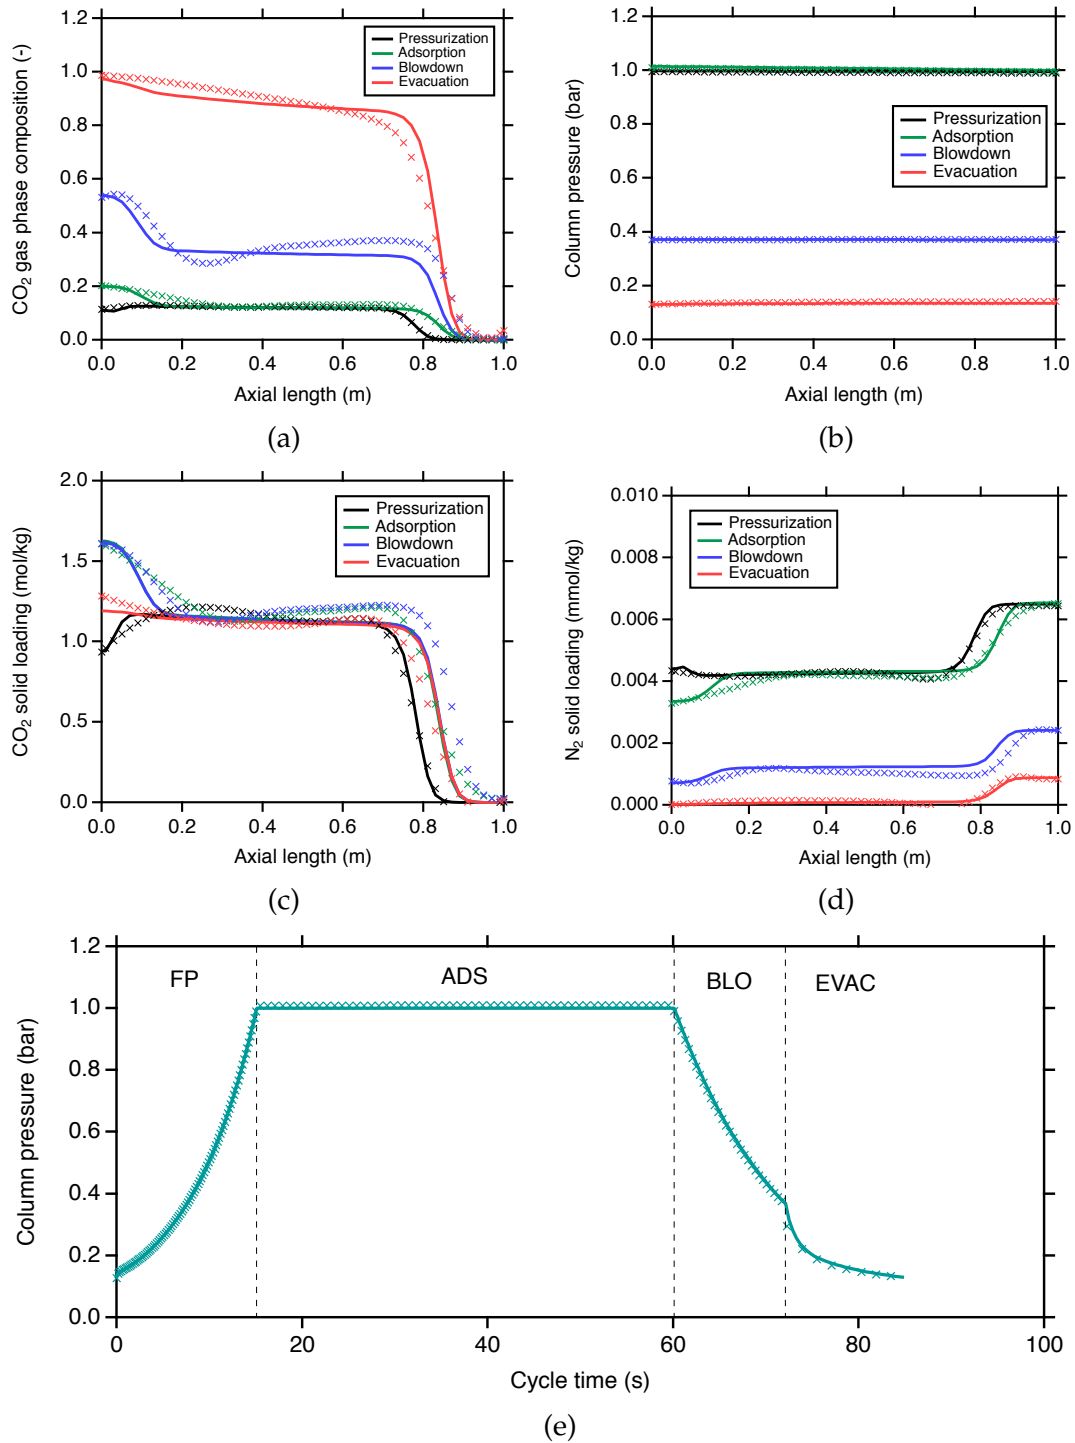 1.2
1.0
0.8
0.6
0.4
0.2
0.0
CO2 gas phase composition (-)
Pressurization
Adsorption
Blowdown
Evacuation
0.0 0.2 0.4 0.6 0.8 1.0
Axial length (m)
(a)
1.2
1.0
0.8
0.6
0.4
0.2
0.0
Column pressure (bar)
Pressurization
Adsorption
Blowdown
Evacuation
0.0 0.2 0.4 0.6 0.8 1.0
Axial length (m)
(b)
2.0
1.5
1.0
0.5
0.0
CO2 solid loading (mol/kg)
Pressurization
Adsorption
Blowdown
Evacuation
0.0 0.2 0.4 0.6 0.8 1.0
Axial length (m)
(c)
0.010
0.008
0.006
0.004
0.002
0.000
N2 solid loading (mmol/kg)
Pressurization
Adsorption
Blowdown
Evacuation
0.0 0.2 0.4 0.6 0.8 1.0
Axial length (m)
(d)
1.2
1.0
0.8
0.6
0.4
0.2
0.0
Column pressure (bar)
FP ADS BLO EVAC
0 20 40 60 80 100
Cycle time (s)
(e)